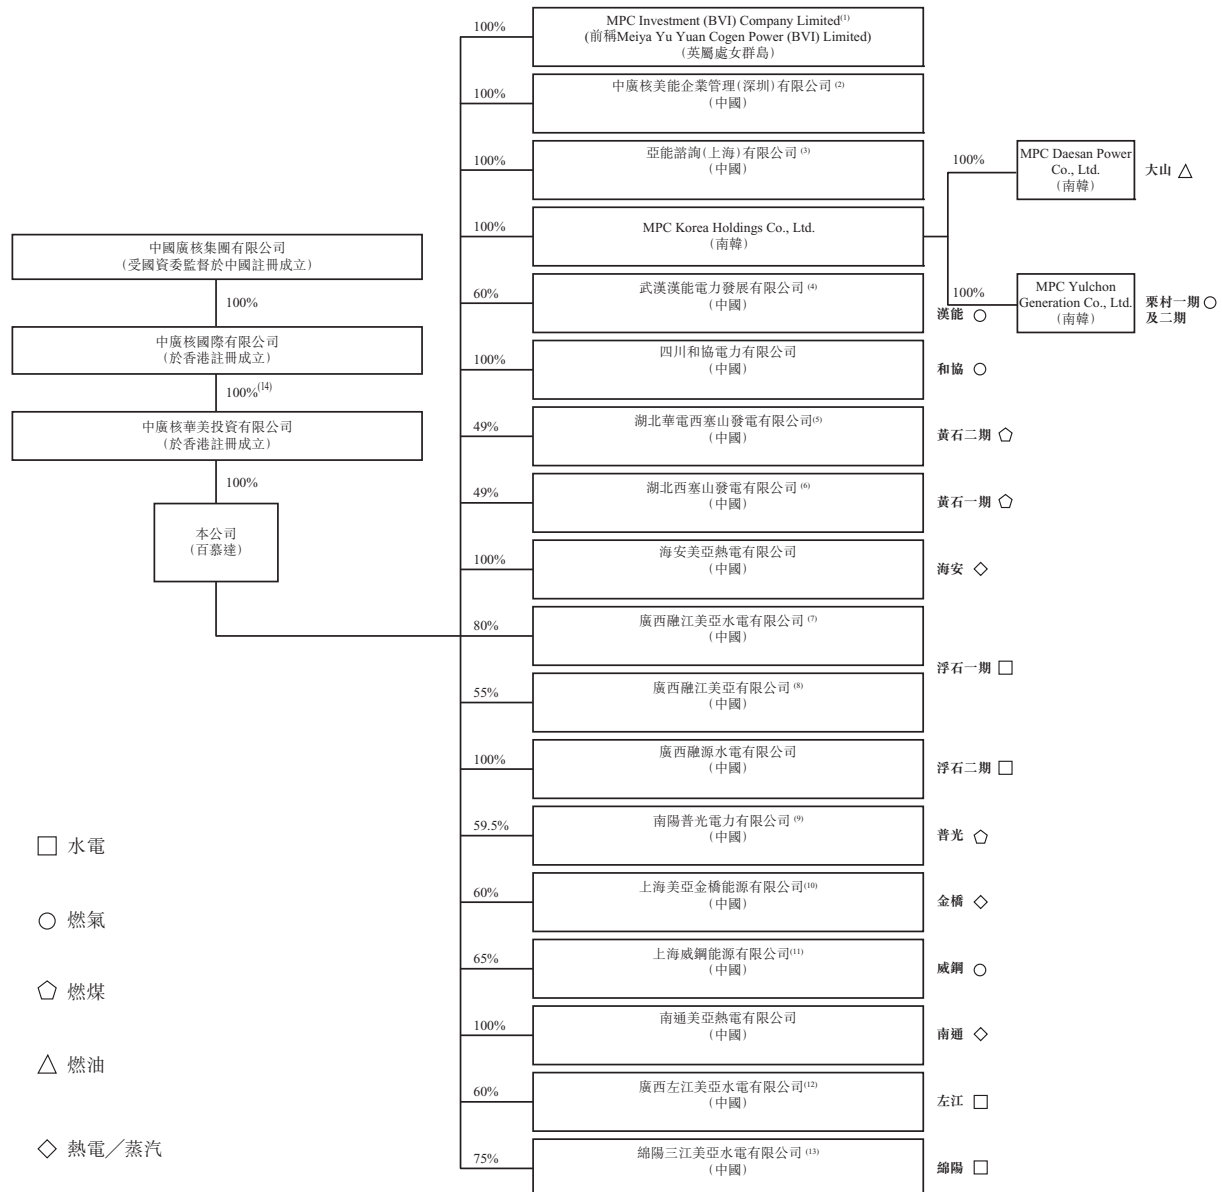 中國廣核集團有限公司
(受國資委監督於中國註冊成立)
100%
中廣核國際有限公司
(於香港註冊成立)
100%(14)
中廣核華美投資有限公司
(於香港註冊成立)
100%
本公司
(百慕達)
100%
MPC Investment (BVI) Company Limited(1)
(前稱Meiya Yu Yuan Cogen Power (BVI) Limited)
(英屬處女群島)
100%
中廣核美能企業管理(深圳)有限公司(2)
(中國)
100%
亞能諮詢(上海)有限公司(3)
(中國)
100%
MPC Korea Holdings Co., Ltd.
(南韓)
100%
MPC Daesan Power
Co., Ltd.
(南韓)
大山
100%
MPC Yulchon
Generation Co., Ltd.
(南韓)
栗村一期
及二期
60%
武漢漢能電力發展有限公司(4)
(中國)
漢能
100%
四川和協電力有限公司
(中國)
和協
49%
湖北華電西塞山發電有限公司(5)
(中國)
黃石二期
49%
湖北西塞山發電有限公司(6)
(中國)
黃石一期
100%
海安美亞熱電有限公司
(中國)
海安
80%
廣西融江美亞水電有限公司(7)
(中國)
浮石一期
55%
廣西融江美亞有限公司(8)
(中國)
100%
廣西融源水電有限公司
(中國)
浮石二期
59.5%
南陽普光電力有限公司(9)
(中國)
普光
60%
上海美亞金橋能源有限公司(10)
(中國)
金橋
65%
上海威鋼能源有限公司(11)
(中國)
威鋼
100%
南通美亞熱電有限公司
(中國)
南通
60%
廣西左江美亞水電有限公司(12)
(中國)
左江
75%
綿陽三江美亞水電有限公司(13)
(中國)
綿陽
水電
燃氣
燃煤
燃油
熱電／蒸汽